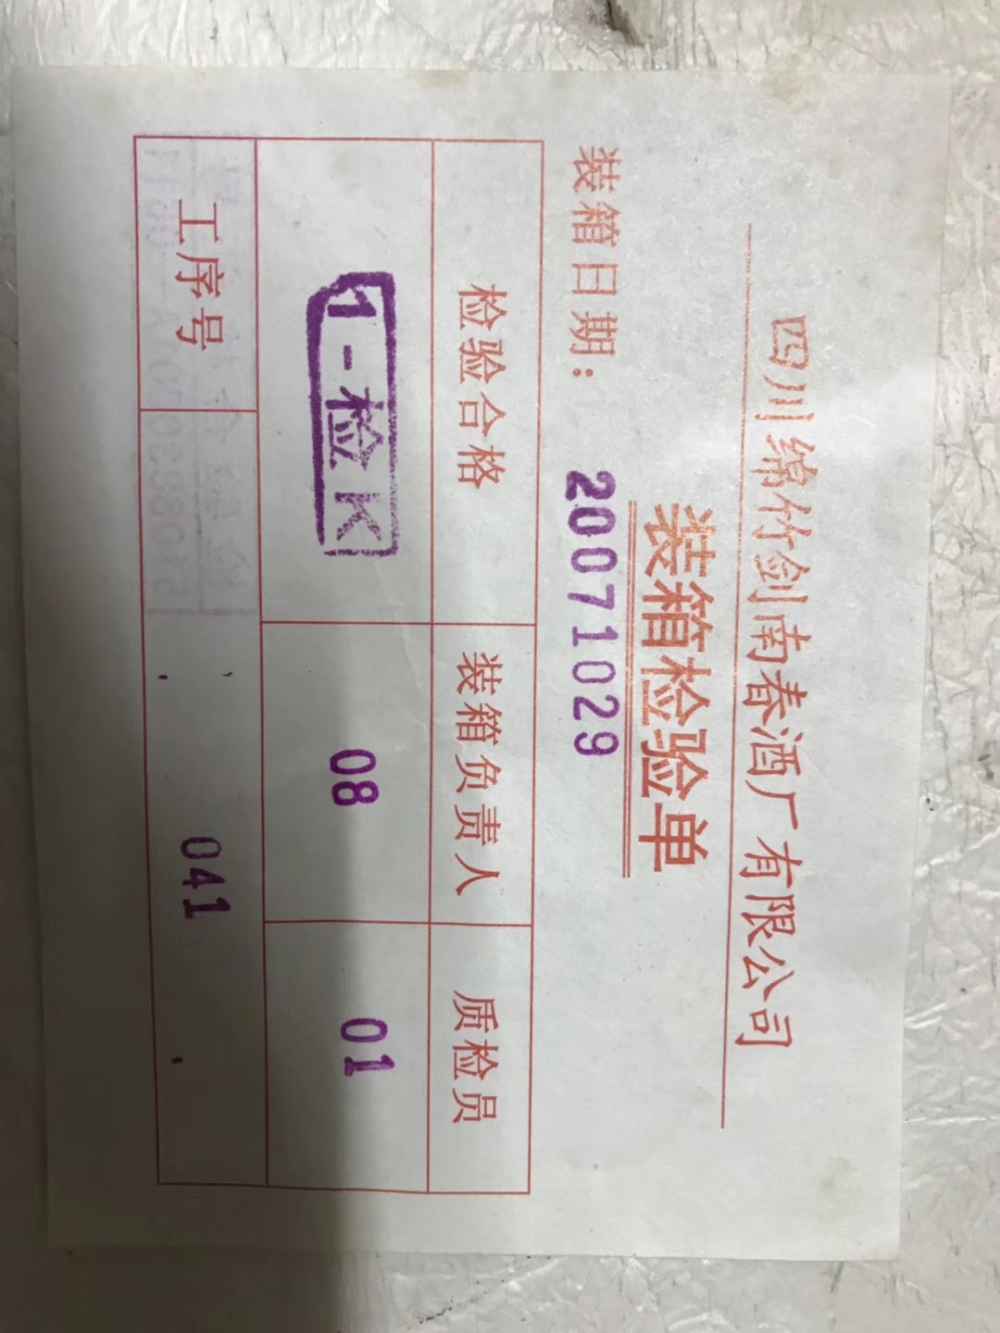 四川绵竹剑南春酒厂有限公司
装箱检验单
装箱日期： 20071029
检验合格 装箱负责人 质检员
1-检K 08 01
工序号 041